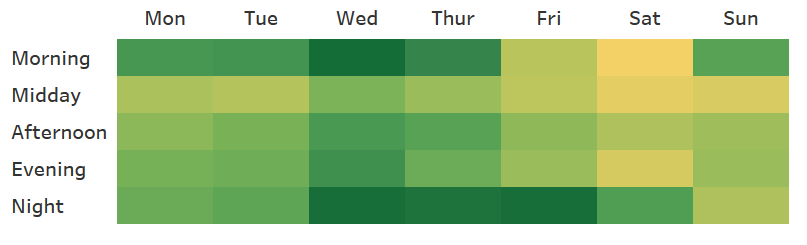 Mon Tue Wed Thur Fri Sat Sun
Morning
Midday
Afternoon
Evening
Night